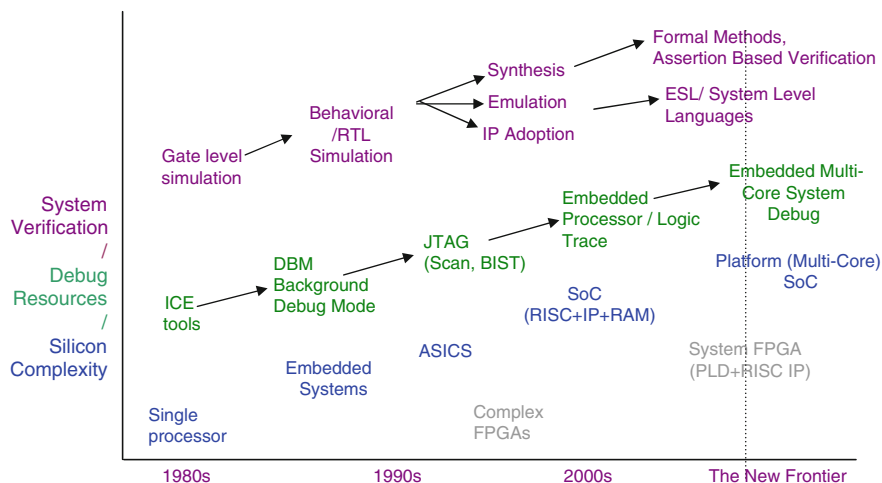 Formal Methods,
Assertion Based Verification
Synthesis
Emulation
IP Adoption
ESL/ System Level
Languages
Behavioral
/RTL
Simulation
Gate level
simulation
System
Verification
/
Debug
Resources
/
Silicon
Complexity
Embedded Multi-
Core System
Debug
Embedded
Processor / Logic
Trace
JTAG
(Scan, BIST)
DBM
Background
Debug Mode
ICE
tools
Platform (Multi-Core)
SoC
SoC
(RISC+IP+RAM)
ASICS
Embedded
Systems
Single
processor
System FPGA
(PLD+RISC IP)
Complex
FPGAs
1980s
1990s
2000s
The New Frontier